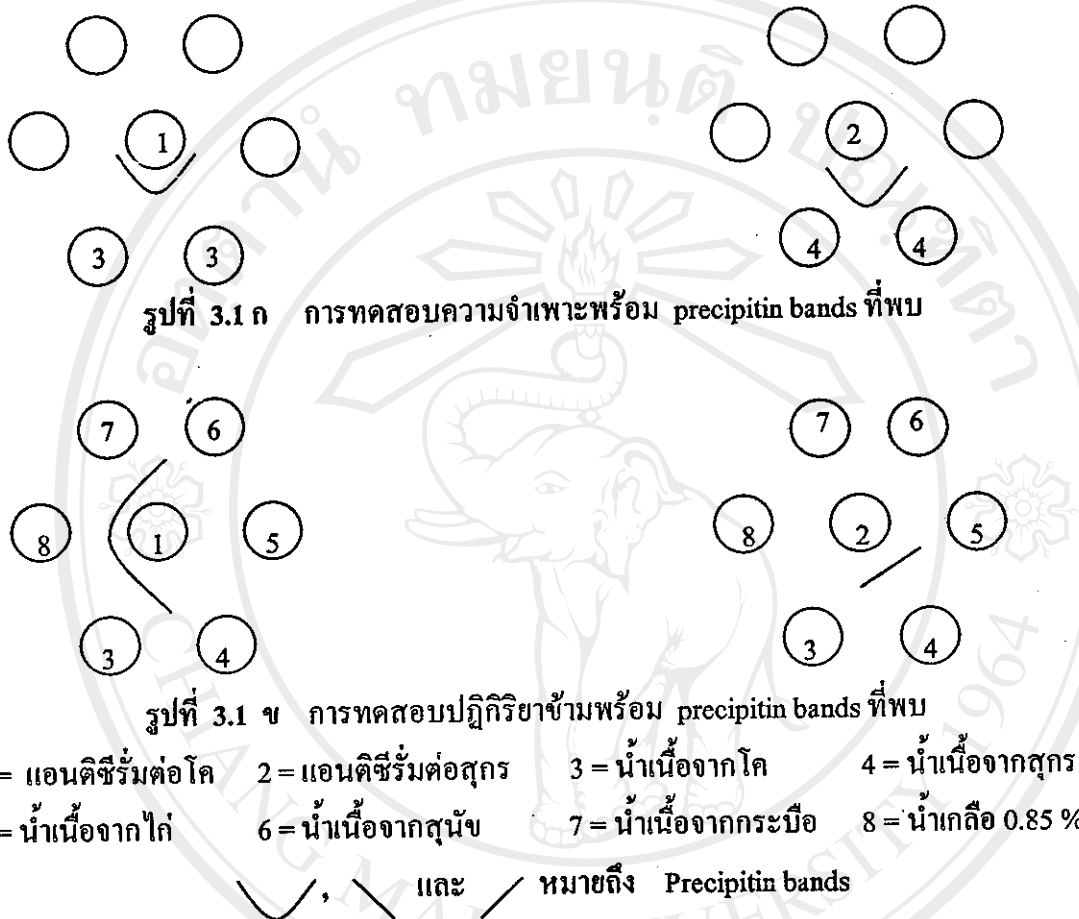 1
2
3 3
4 4
รูปที่ 3.1 ก การทดสอบความจำเพาะพร้อม precipitin bands ที่พบ
7 6
7 6
8 1 5
8 2 5
3 4
3 4
รูปที่ 3.1 ข การทดสอบปฏิกิริยาข้ามพร้อม precipitin bands ที่พบ
= แอนติซีรั่มต่อโค 2 = แอนติซีรั่มต่อสุกร 3 = น้ำเนื้อจากโค 4 = น้ำเนื้อจากสุกร
= น้ำเนื้อจากไก่ 6 = น้ำเนื้อจากสุนัข 7 = น้ำเนื้อจากกระบือ 8 = น้ำเกลือ 0.85 %
, และ หมายถึง Precipitin bands